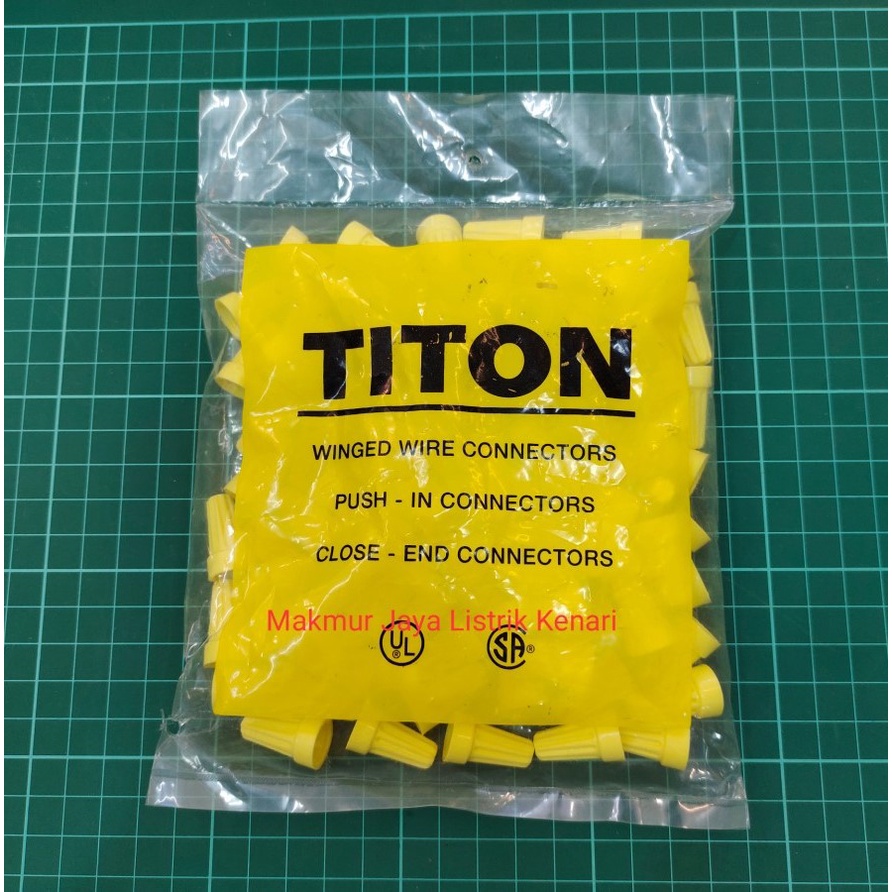 TITON
WINGED WIRE CONNECTORS
PUSH - IN CONNECTORS
CLOSE - END CONNECTORS
Makmur Jaya Listrik Kenari
UL ® SA ®